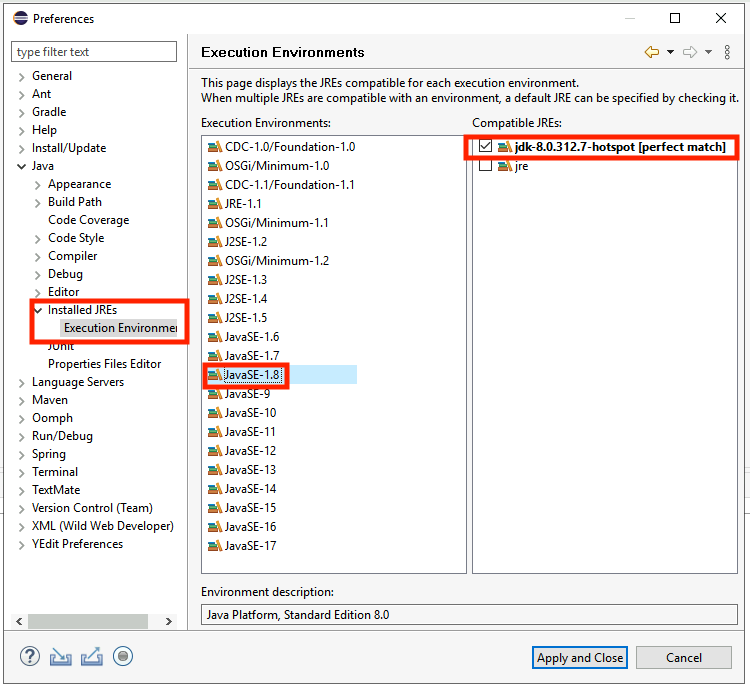 Preferences
type filter text
General
Ant
Gradle
Help
Install/Update
Java
Appearance
Build Path
Code Coverage
Code Style
Compiler
Debug
Editor
Installed JREs
Execution Environmen
JUnit
Properties Files Editor
Language Servers
Maven
Oomph
Run/Debug
Spring
Terminal
TextMate
Version Control (Team)
XML (Wild Web Developer)
YEdit Preferences
Execution Environments
This page displays the JREs compatible for each execution environment.
When multiple JREs are compatible with an environment, a default JRE can be specified by checking it.
Execution Environments:
CDC-1.0/Foundation-1.0
OSGi/Minimum-1.0
CDC-1.1/Foundation-1.1
JRE-1.1
OSGi/Minimum-1.1
J2SE-1.2
OSGi/Minimum-1.2
J2SE-1.3
J2SE-1.4
J2SE-1.5
JavaSE-1.6
JavaSE-1.7
JavaSE-1.8
JavaSE-9
JavaSE-10
JavaSE-11
JavaSE-12
JavaSE-13
JavaSE-14
JavaSE-15
JavaSE-16
JavaSE-17
Compatible JREs:
jdk-8.0.312.7-hotspot [perfect match]
jre
Environment description:
Java Platform, Standard Edition 8.0
Apply and Close
Cancel